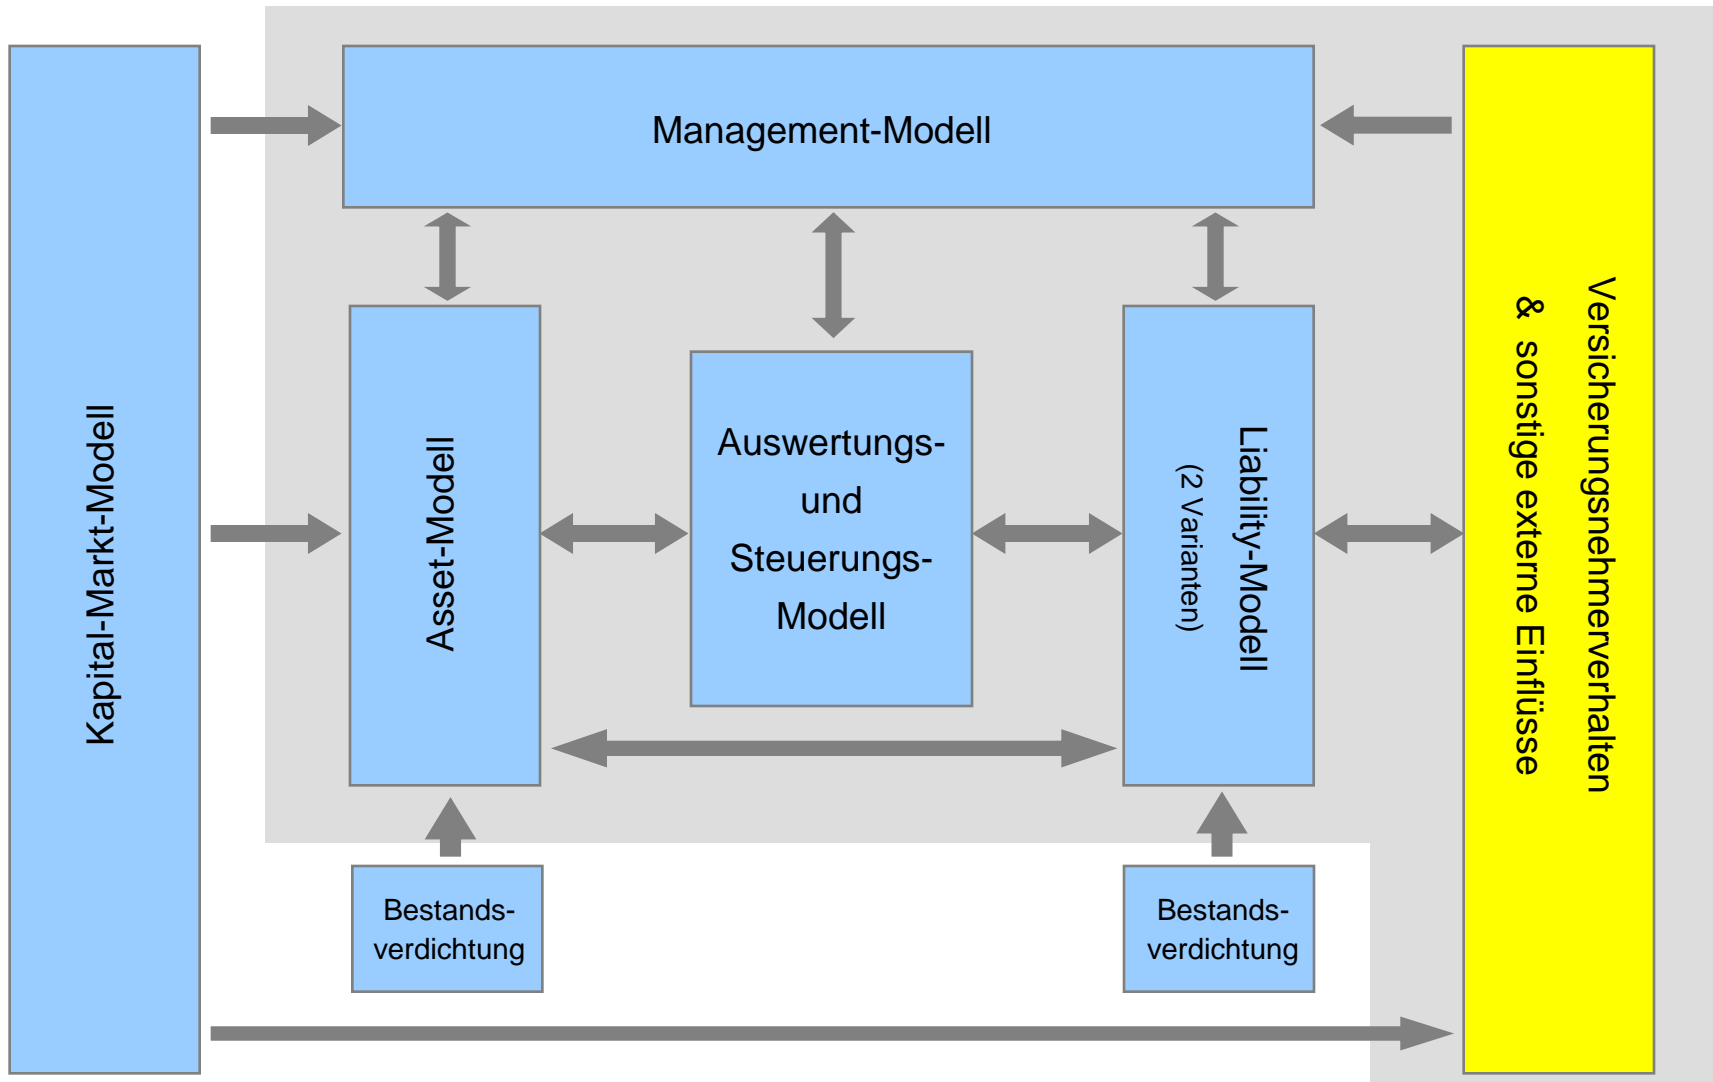 Management-Modell
Kapital-Markt-Modell
Asset-Modell
Auswertungs-
und
Steuerungs-
Modell
Liability-Modell
(2 Varianten)
Versicherungsnehmerverhalten
& sonstige externe Einflüsse
Bestands-
verdichtung
Bestands-
verdichtung